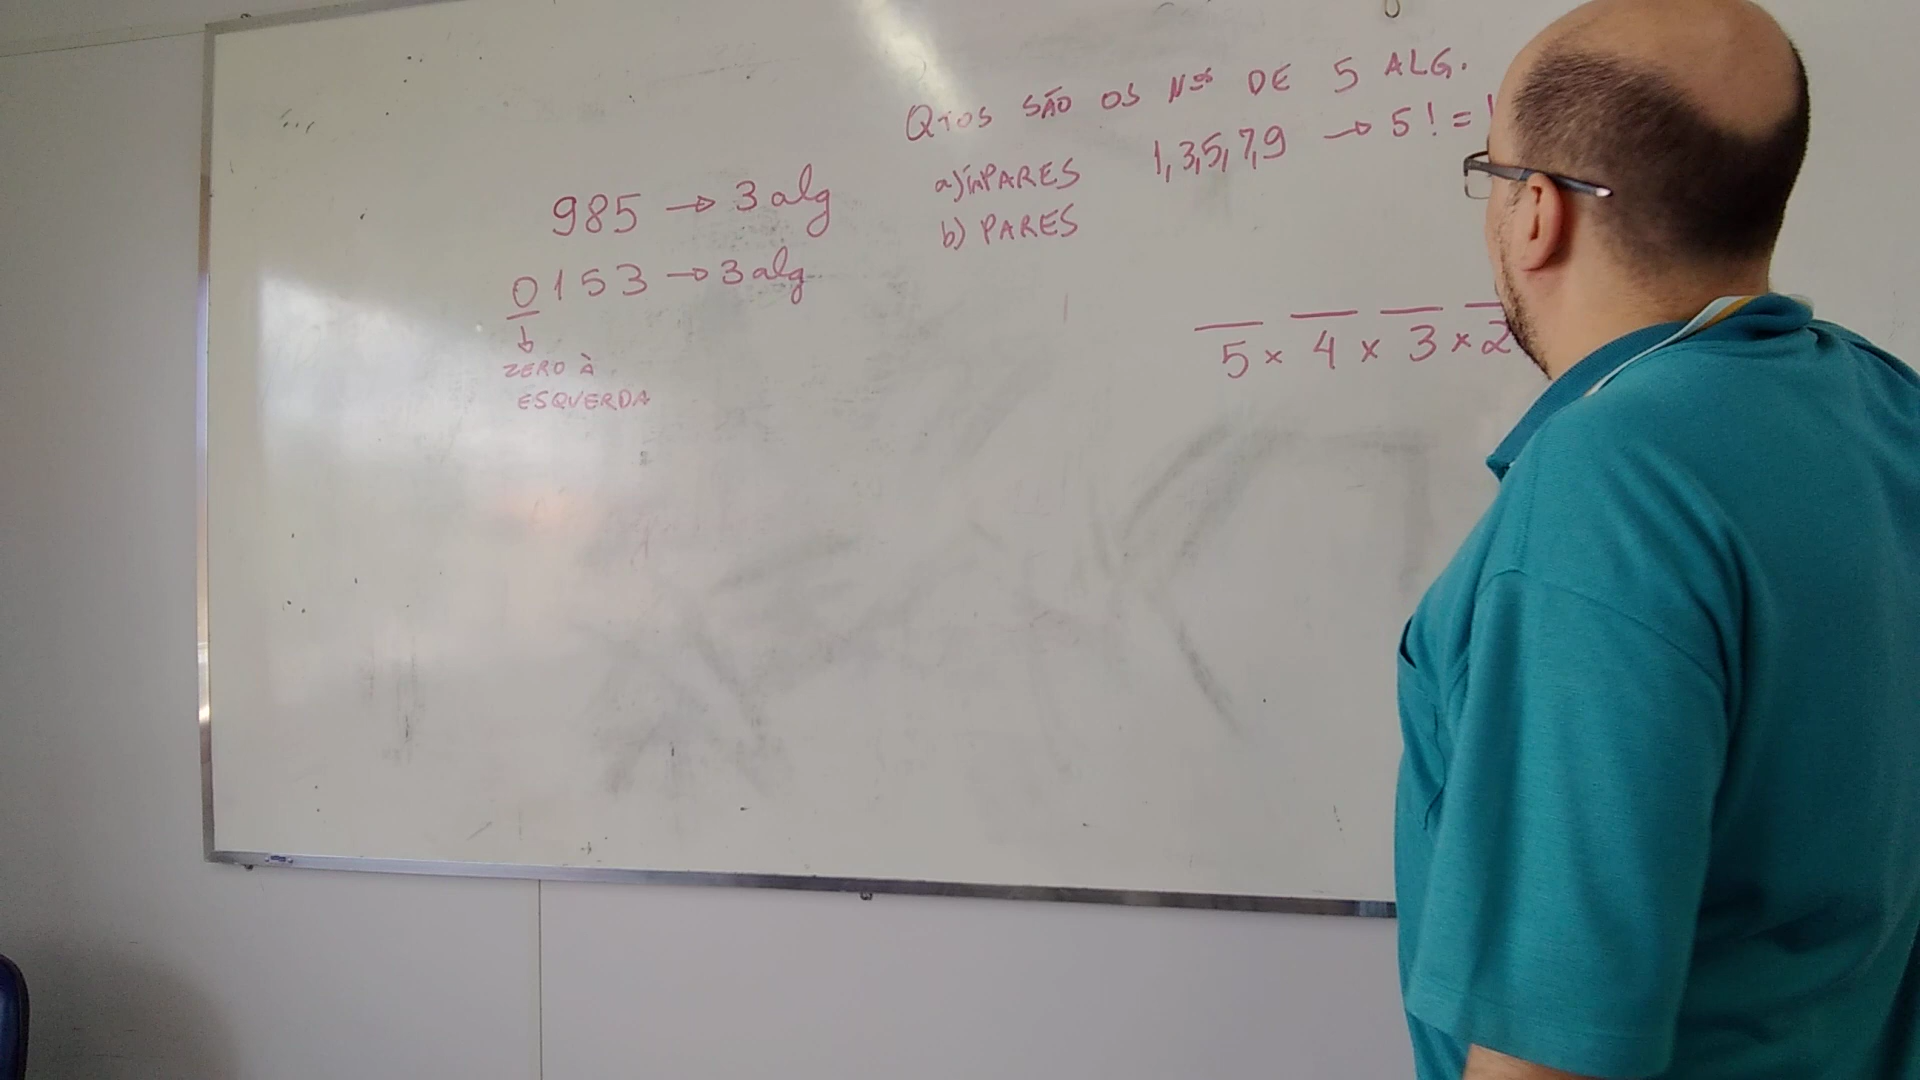 985 → 3 alg
0153 → 3 alg
ZERO À
ESQUERDA
QTOS SÃO OS Nºs DE 5 ALG.
a) ÍMPARES 1,3,5,7,9 → 5! =
b) PARES
5 x 4 x 3 x 2